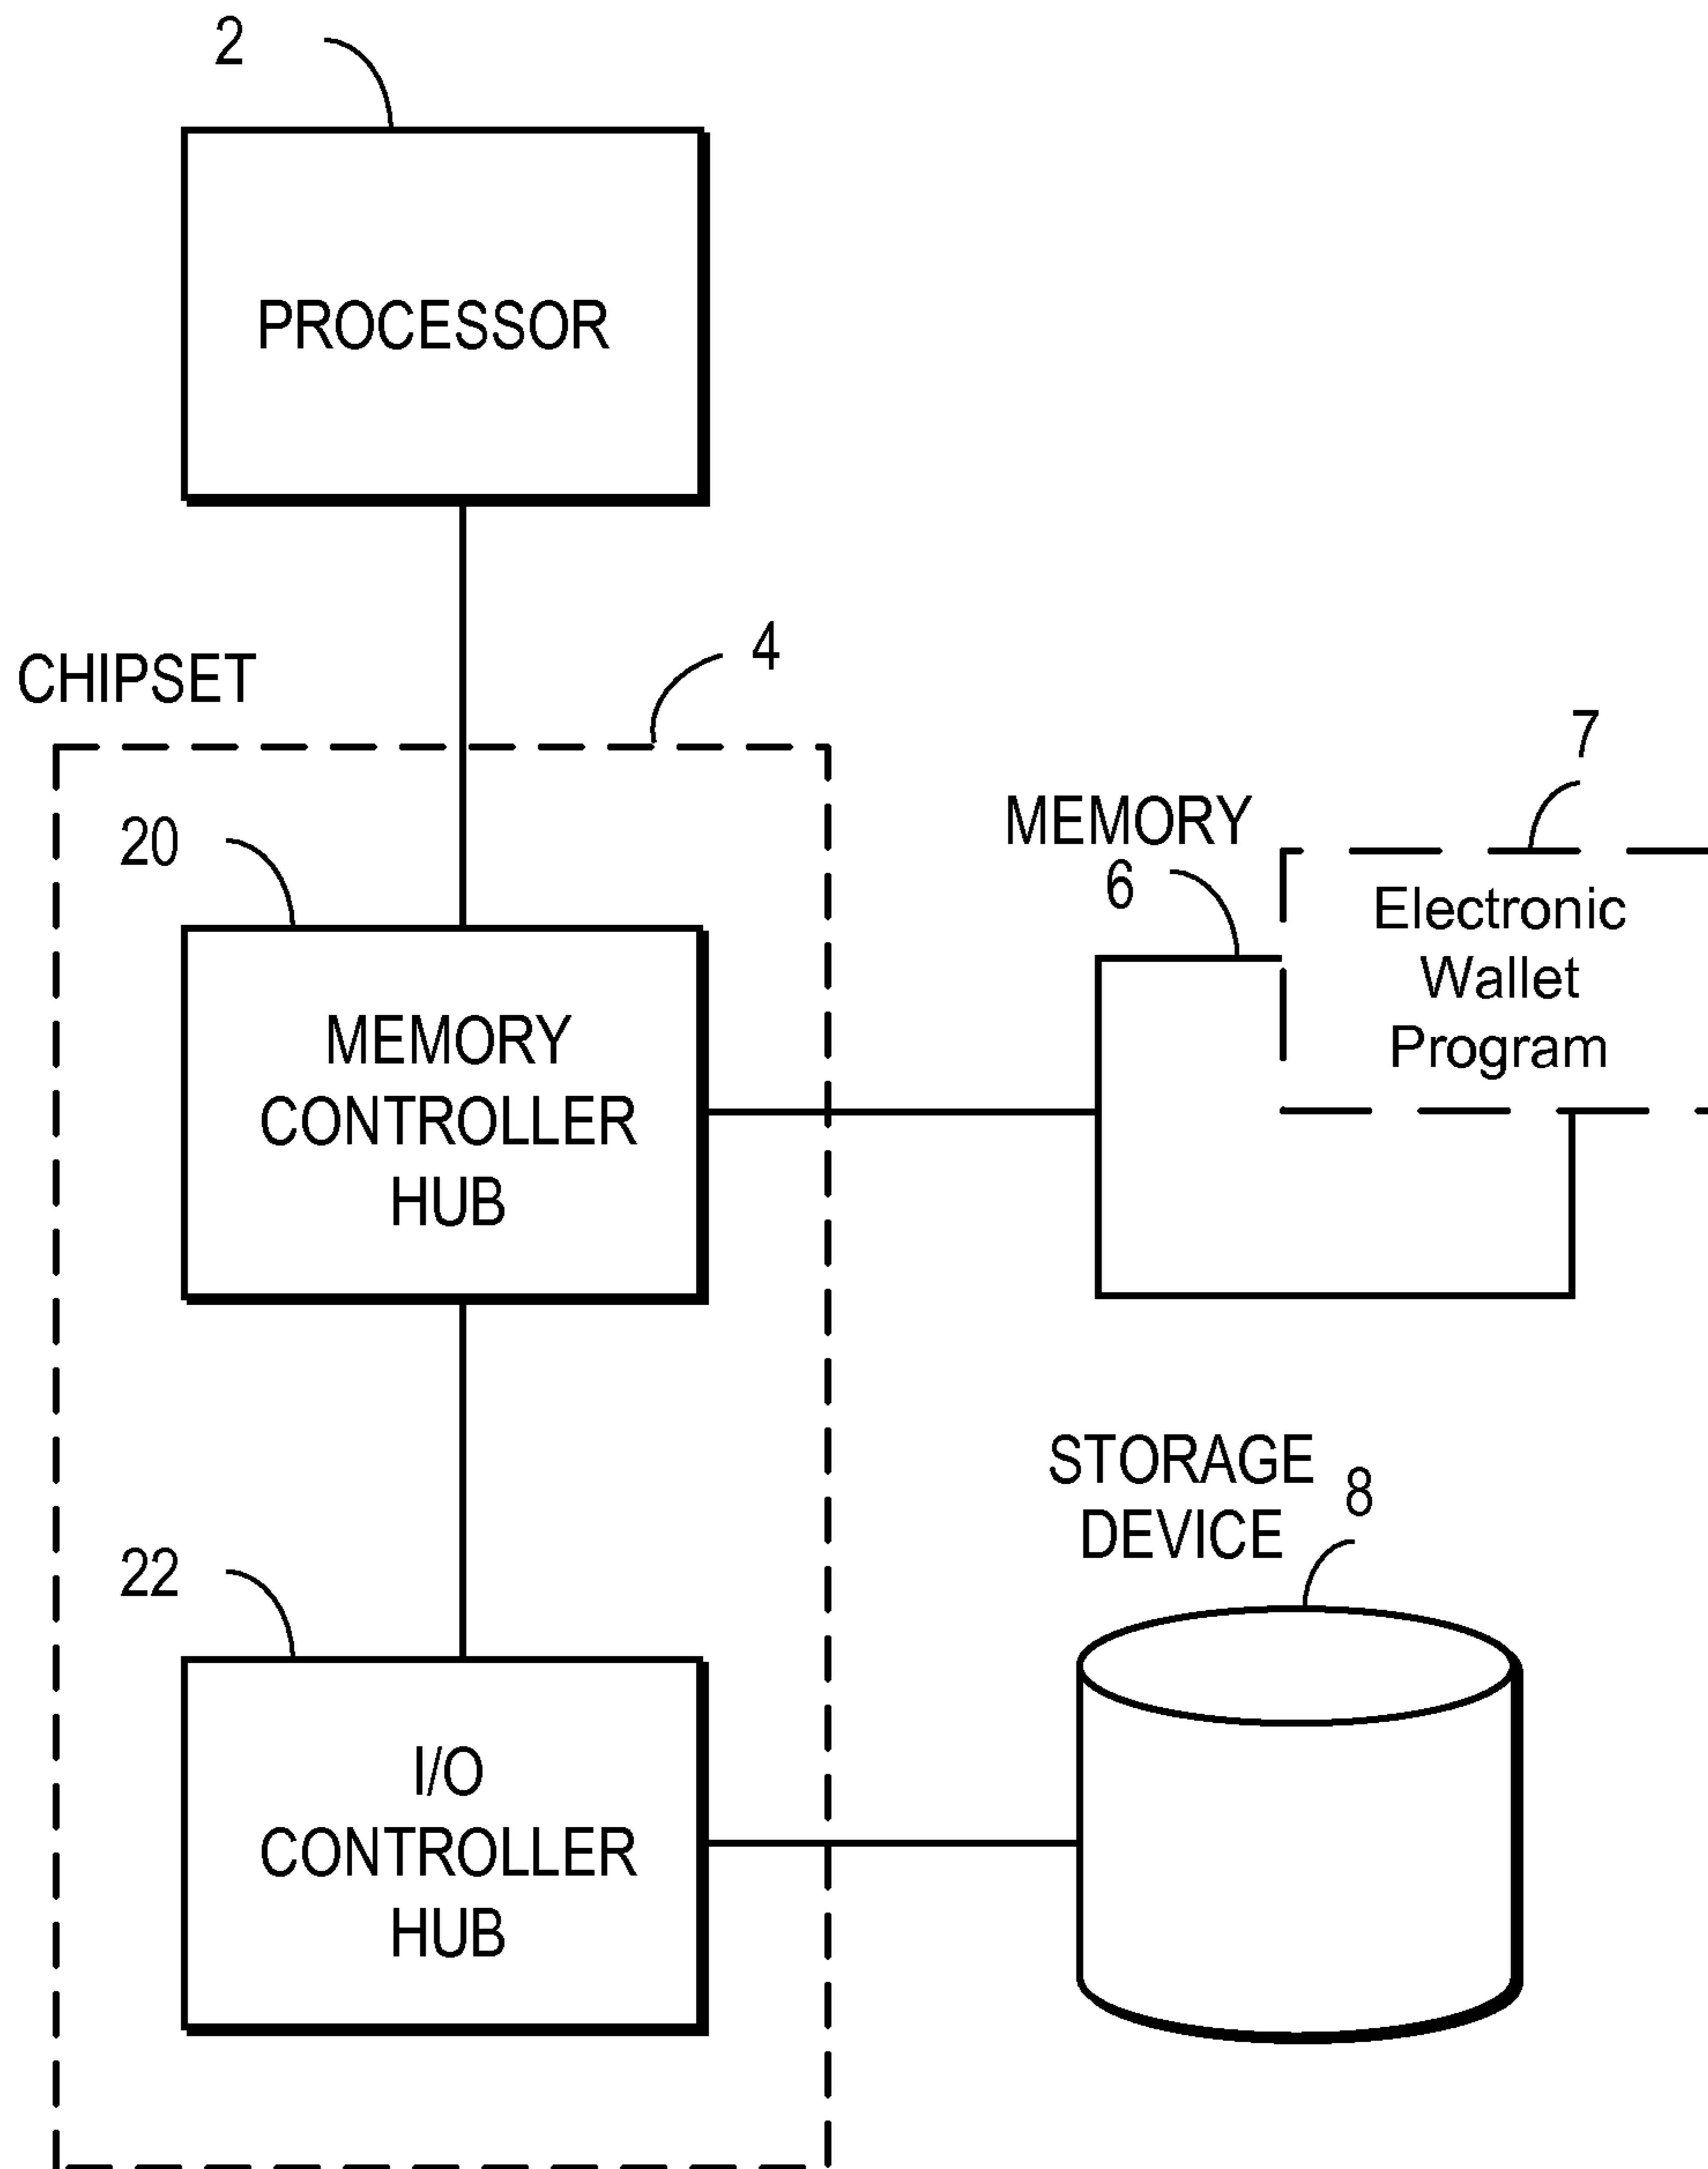 2
PROCESSOR
CHIPSET
4
7
MEMORY
6
20
Electronic
Wallet
Program
MEMORY
CONTROLLER
HUB
STORAGE
DEVICE
8
22
I/O
CONTROLLER
HUB